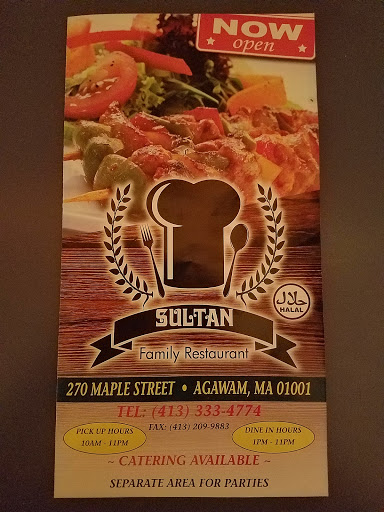 NOW
open
SULTAN
Family Restaurant
حلال
HALAL
270 MAPLE STREET • AGAWAM, MA 01001
TEL: (413) 333-4774
FAX: (413) 209-9883
PICK UP HOURS
10AM - 11PM
DINE IN HOURS
1PM - 11PM
~ CATERING AVAILABLE ~
SEPARATE AREA FOR PARTIES